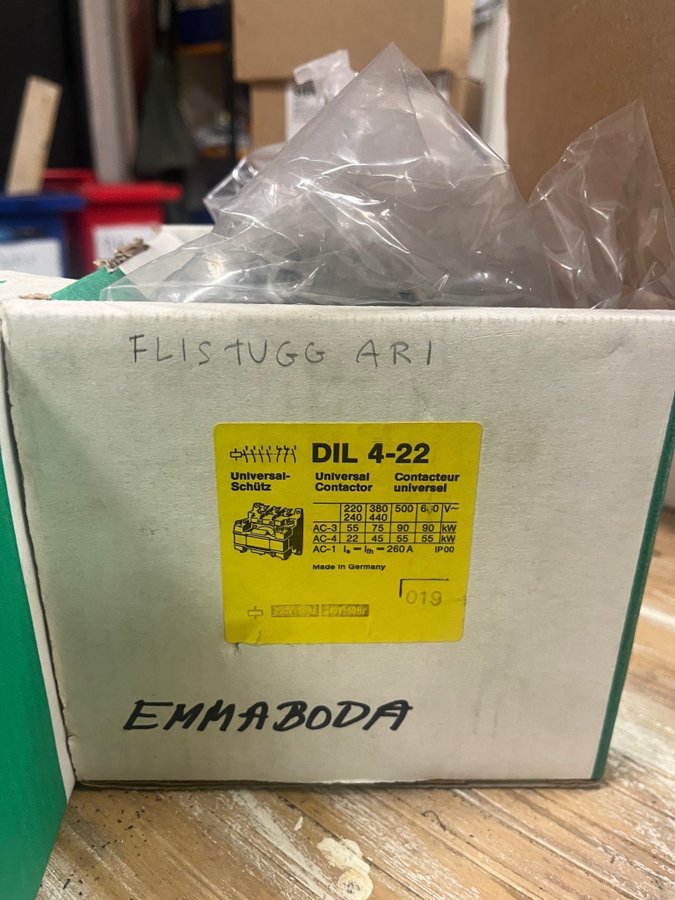 FLISTUGG ARI
DIL 4-22
Universal- Universal Contacteur
Schütz Contactor universel
220 380 500 V~
240 440
AC-3 55 75 90 90 kW
AC-4 22 45 55 55 kW
AC-1 Ie = Ith = 260 A IP00
Made in Germany
019
EMMABODA